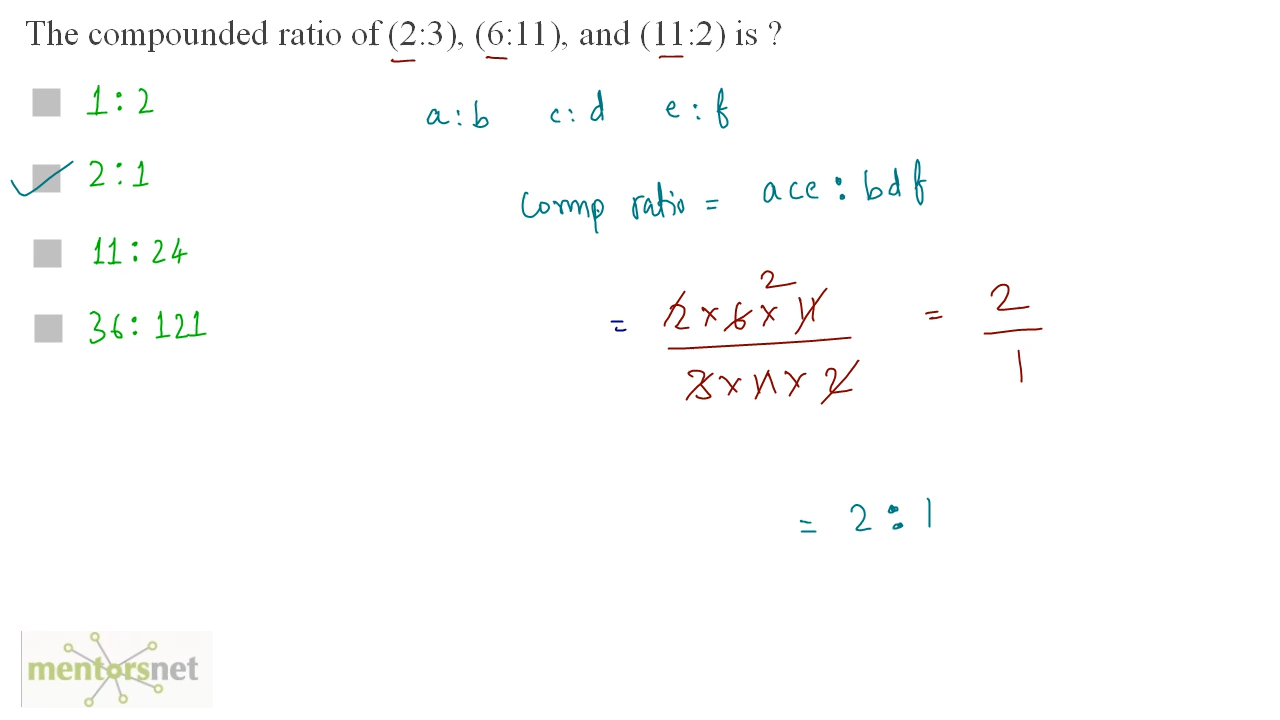 The compounded ratio of (2:3), (6:11), and (11:2) is ?
1 : 2
2 : 1
11 : 24
36 : 121
a : b c : d e : f
comp ratio = ace : bdf
2
= 2 x 6 x 11 = 2
3 x 11 x 2 1
= 2 : 1
mentorsnet